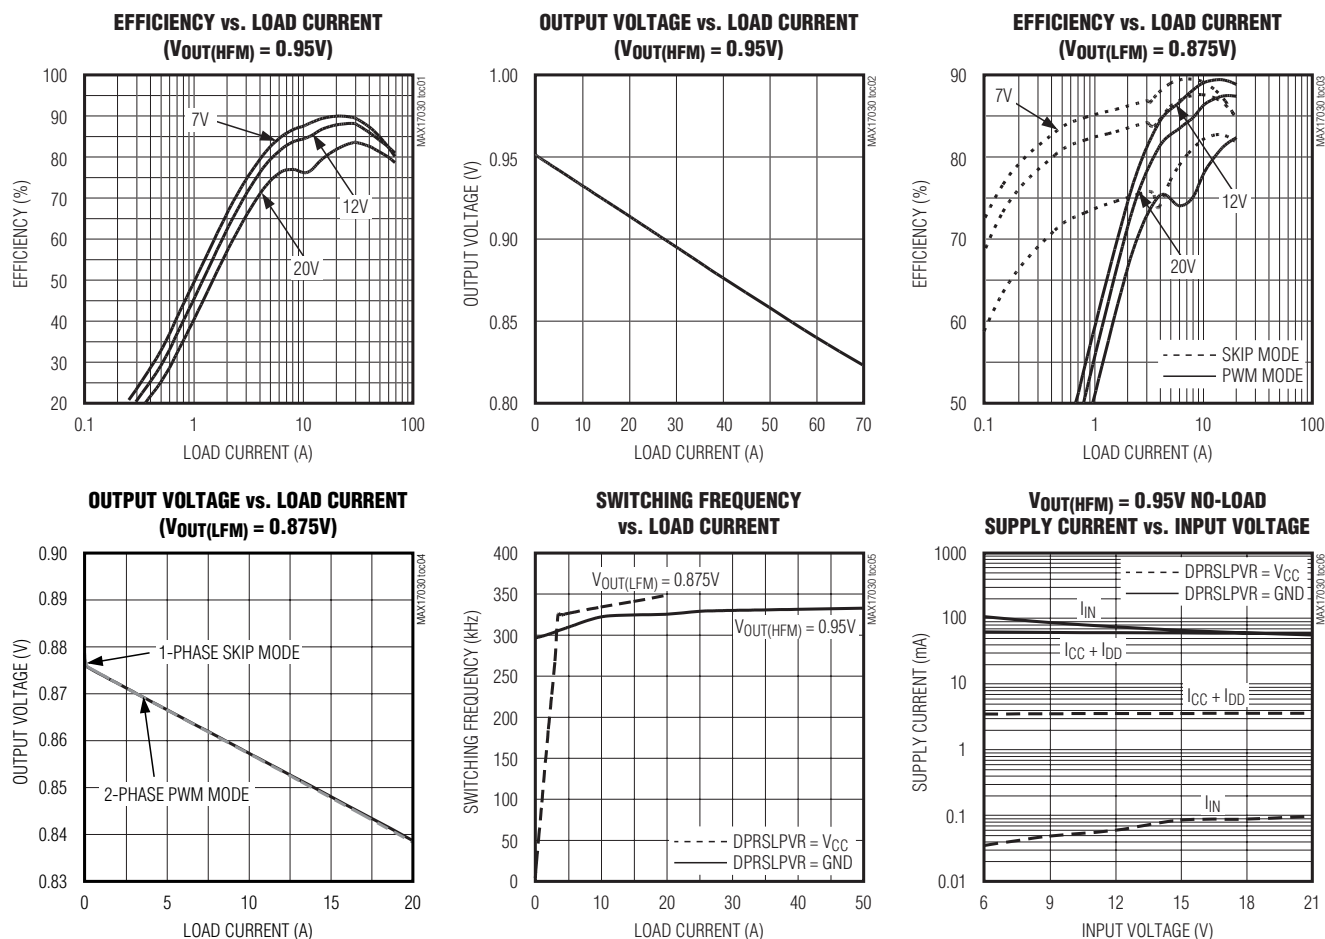 EFFICIENCY vs. LOAD CURRENT
(VOUT(HFM) = 0.95V)
100
90
80
70
60
50
40
30
20
EFFICIENCY (%)
7V
12V
20V
0.1 1 10 100
LOAD CURRENT (A)
MAX17030 toc01
OUTPUT VOLTAGE vs. LOAD CURRENT
(VOUT(HFM) = 0.95V)
1.00
0.95
0.90
0.85
0.80
OUTPUT VOLTAGE (V)
0 10 20 30 40 50 60 70
LOAD CURRENT (A)
MAX17030 toc02
EFFICIENCY vs. LOAD CURRENT
(VOUT(LFM) = 0.875V)
90
80
70
60
50
EFFICIENCY (%)
7V
12V
20V
SKIP MODE
PWM MODE
0.1 1 10 100
LOAD CURRENT (A)
MAX17030 toc03
OUTPUT VOLTAGE vs. LOAD CURRENT
(VOUT(LFM) = 0.875V)
0.90
0.89
0.88
0.87
0.86
0.85
0.84
0.83
OUTPUT VOLTAGE (V)
1-PHASE SKIP MODE
2-PHASE PWM MODE
0 5 10 15 20
LOAD CURRENT (A)
MAX17030 toc04
SWITCHING FREQUENCY
vs. LOAD CURRENT
400
350
300
250
200
150
100
50
0
SWITCHING FREQUENCY (kHz)
VOUT(LFM) = 0.875V
VOUT(HFM) = 0.95V
DPRSLPVR = VCC
DPRSLPVR = GND
0 10 20 30 40 50
LOAD CURRENT (A)
MAX17030 toc05
VOUT(HFM) = 0.95V NO-LOAD
SUPPLY CURRENT vs. INPUT VOLTAGE
1000
100
10
1
0.1
0.01
SUPPLY CURRENT (mA)
DPRSLPVR = VCC
DPRSLPVR = GND
IIN
ICC + IDD
ICC + IDD
IIN
6 9 12 15 18 21
INPUT VOLTAGE (V)
MAX17030 toc06